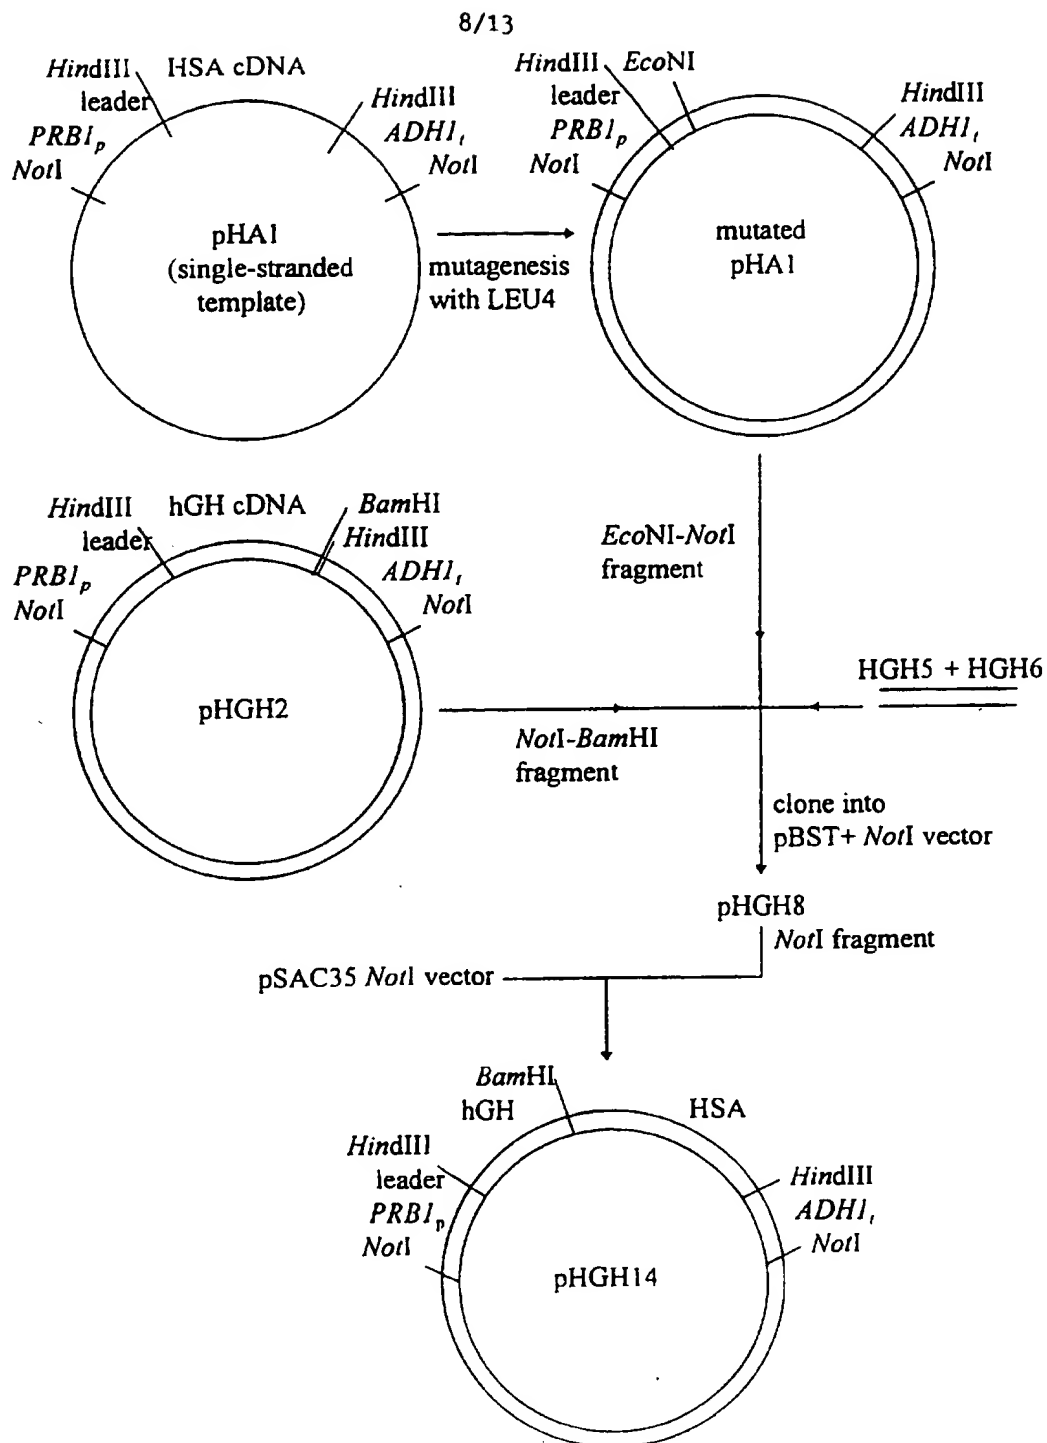 8/13
HindIII HSA cDNA
leader
PRB1p
NotI
HindIII
ADH1t
NotI
pHA1
(single-stranded
template)
mutagenesis
with LEU4
HindIII EcoNI
leader
PRB1p
NotI
HindIII
ADH1t
NotI
mutated
pHA1
HindIII hGH cDNA
leader
PRB1p
NotI
BamHI
HindIII
ADH1t
NotI
pHGH2
EcoNI-NotI
fragment
HGH5 + HGH6
NotI-BamHI
fragment
clone into
pBST+ NotI vector
pHGH8
NotI fragment
pSAC35 NotI vector
BamHI
hGH HSA
HindIII
leader
PRB1p
NotI
HindIII
ADH1t
NotI
pHGH14